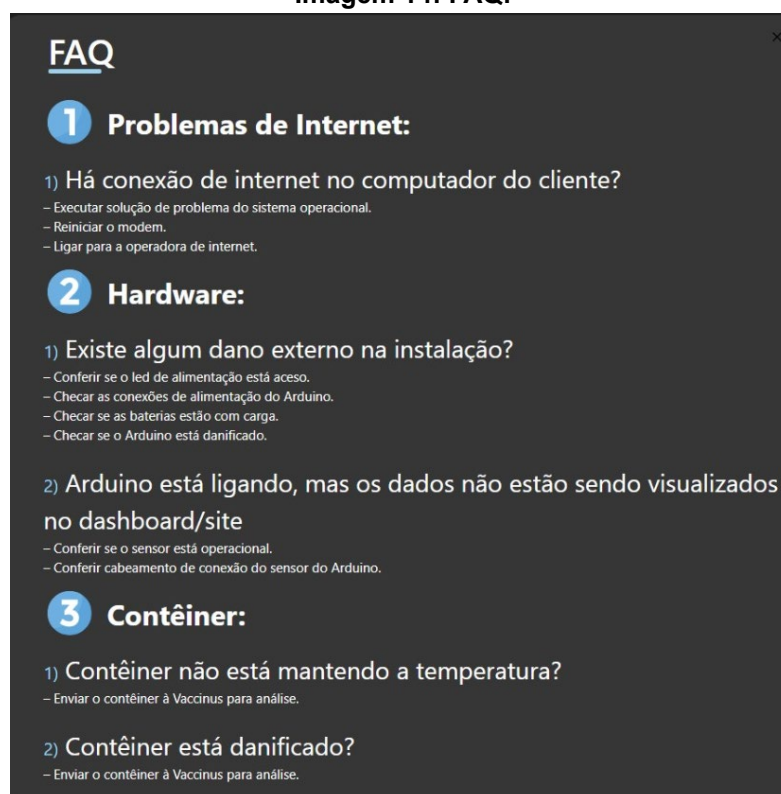 Imagem 14: FAQ.
FAQ
1 Problemas de Internet:
1) Há conexão de internet no computador do cliente?
– Executar solução de problema do sistema operacional.
– Reiniciar o modem.
– Ligar para a operadora de internet.
2 Hardware:
1) Existe algum dano externo na instalação?
– Conferir se o led de alimentação está aceso.
– Checar as conexões de alimentação do Arduino.
– Checar se as baterias estão com carga.
– Checar se o Arduino está danificado.
2) Arduino está ligando, mas os dados não estão sendo visualizados
no dashboard/site
– Conferir se o sensor está operacional.
– Conferir cabeamento de conexão do sensor do Arduino.
3 Contêiner:
1) Contêiner não está mantendo a temperatura?
– Enviar o contêiner à Vaccinus para análise.
2) Contêiner está danificado?
– Enviar o contêiner à Vaccinus para análise.